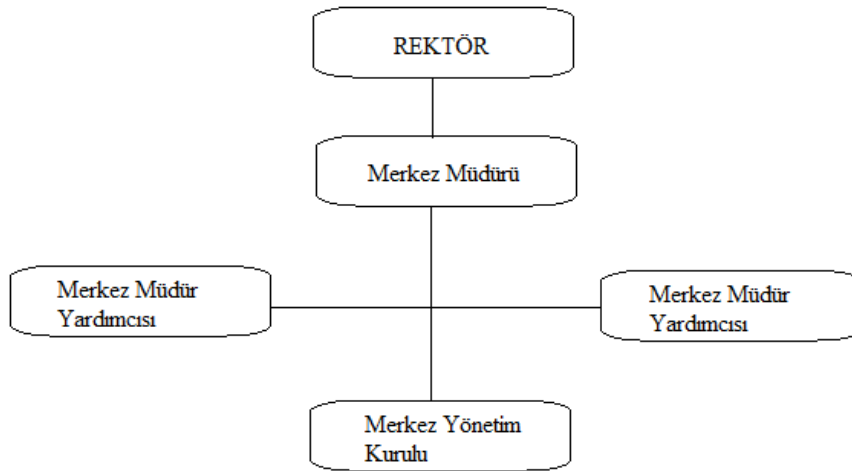 REKTÖR
Merkez Müdürü
Merkez Müdür
Yardımcısı
Merkez Müdür
Yardımcısı
Merkez Yönetim
Kurulu